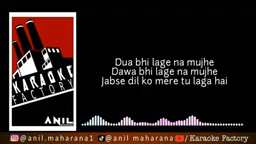 KARAOKE
FACTORY
ANIL
Dua bhi lage na mujhe
Dawa bhi lage na mujhe
Jabse dil ko mere tu laga hai
@anil.maharana1 @anil maharana /Karaoke Factory